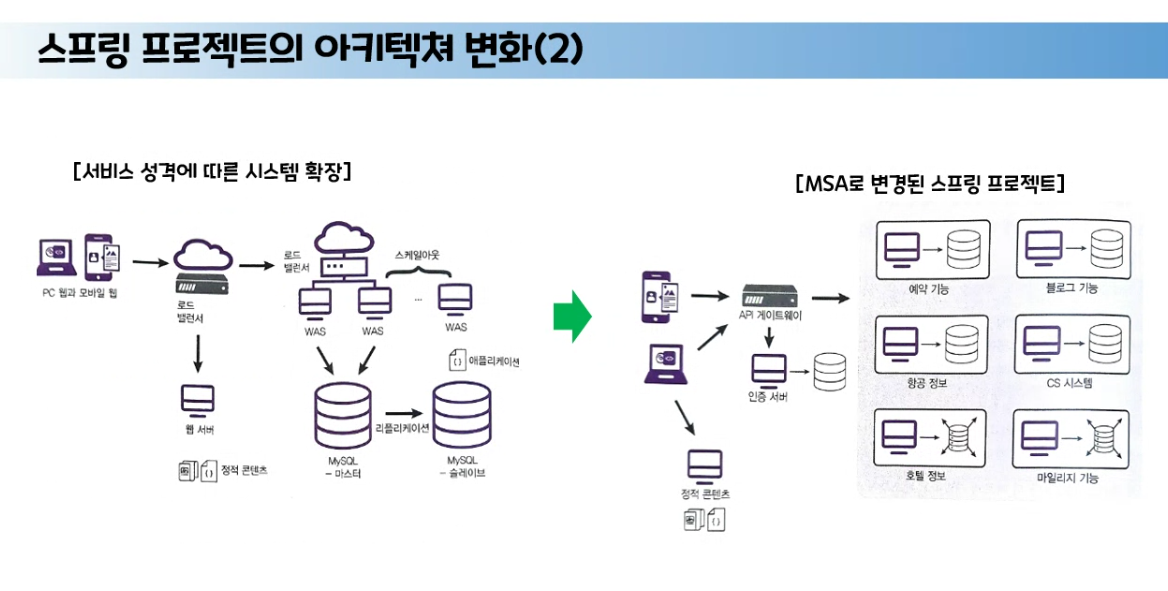 스프링 프로젝트의 아키텍쳐 변화(2)
[서비스 성격에 따른 시스템 확장]
PC 웹과 모바일 웹
로드
밸런서
웹 서버
정적 콘텐츠
로드
밸런서
스케일아웃
...
WAS
WAS
WAS
애플리케이션
리플리케이션
MySQL
– 마스터
MySQL
– 슬레이브
[MSA로 변경된 스프링 프로젝트]
API 게이트웨이
인증 서버
정적 콘텐츠
예약 기능
블로그 기능
항공 정보
CS 시스템
호텔 정보
마일리지 기능